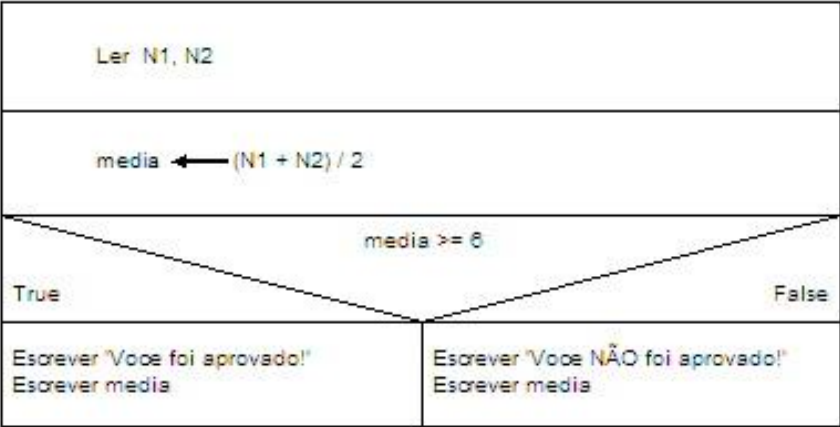 Ler N1, N2
media ← (N1 + N2) / 2
media >= 6
True
False
Escrever 'Voce foi aprovado!'
Escrever media
Escrever 'Voce NÃO foi aprovado!'
Escrever media